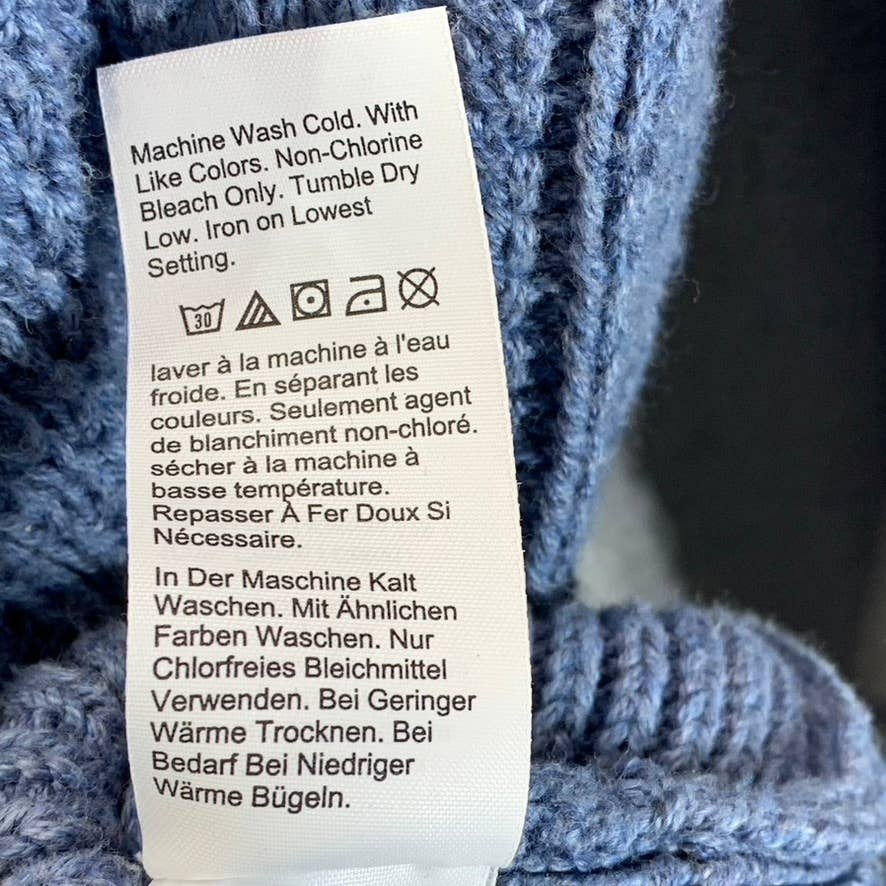 Machine Wash Cold. With
Like Colors. Non-Chlorine
Bleach Only. Tumble Dry
Low. Iron on Lowest
Setting.
30
laver à la machine à l'eau
froide. En séparant les
couleurs. Seulement agent
de blanchiment non-chloré.
sécher à la machine à
basse température.
Repasser À Fer Doux Si
Nécessaire.
In Der Maschine Kalt
Waschen. Mit Ähnlichen
Farben Waschen. Nur
Chlorfreies Bleichmittel
Verwenden. Bei Geringer
Wärme Trocknen. Bei
Bedarf Bei Niedriger
Wärme Bügeln.